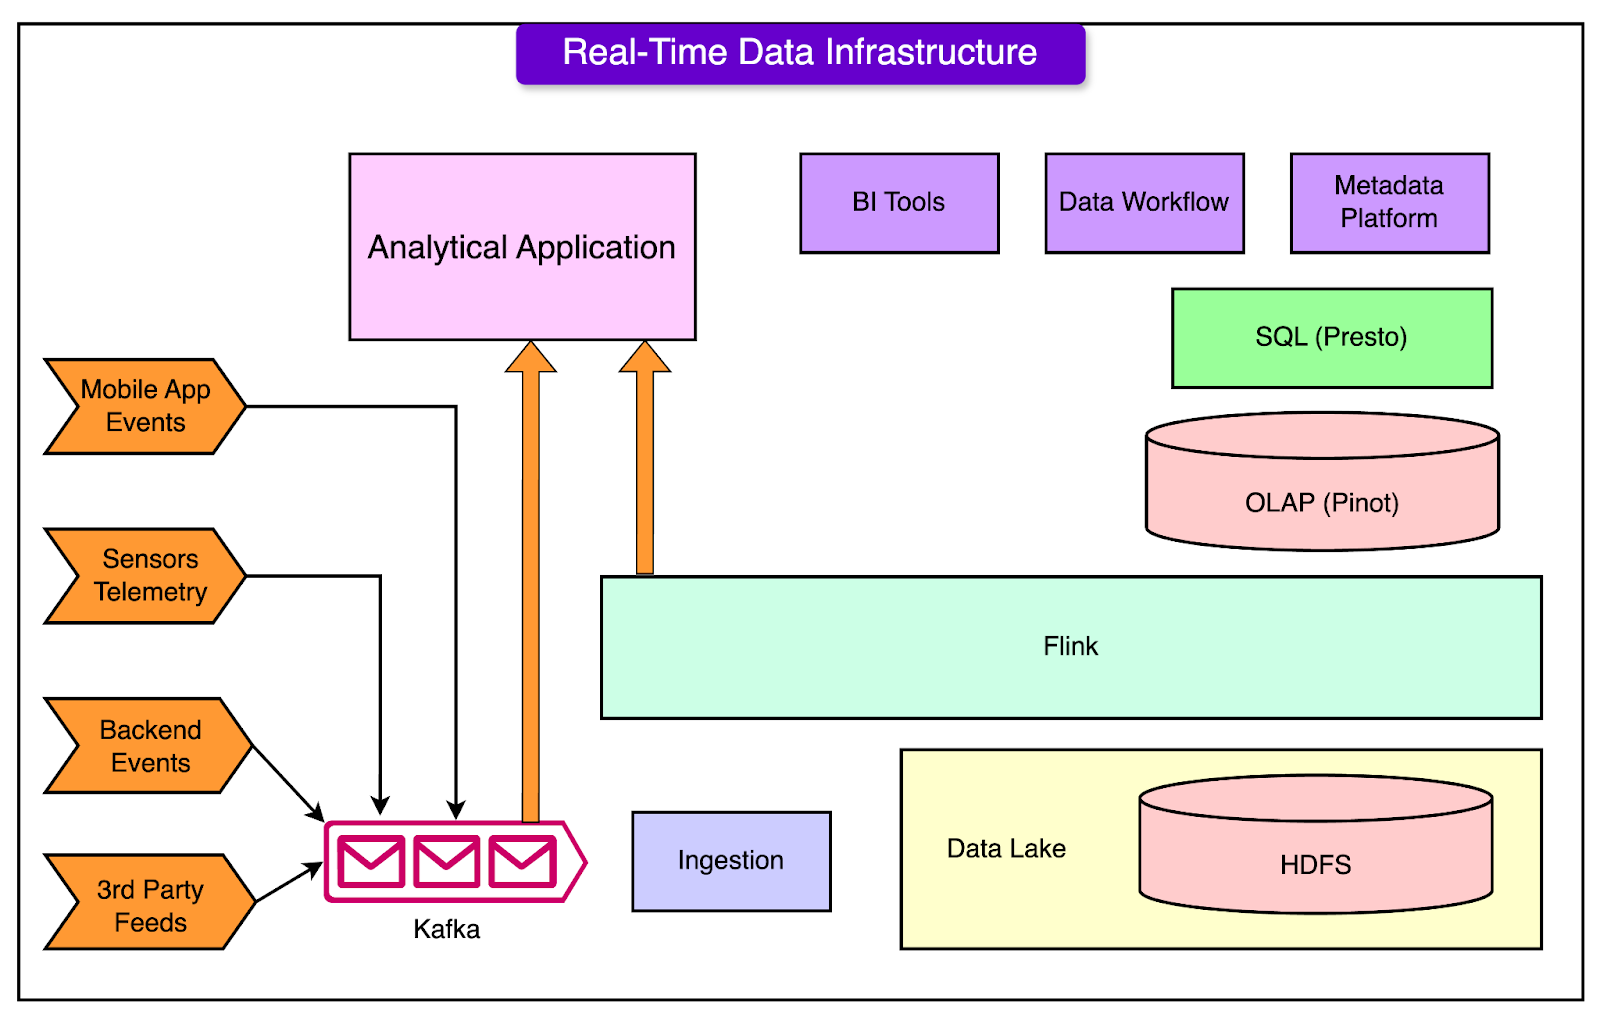 Real-Time Data Infrastructure
Analytical Application
BI Tools
Data Workflow
Metadata
Platform
SQL (Presto)
OLAP (Pinot)
Mobile App
Events
Sensors
Telemetry
Flink
Backend
Events
3rd Party
Feeds
Kafka
Ingestion
Data Lake
HDFS